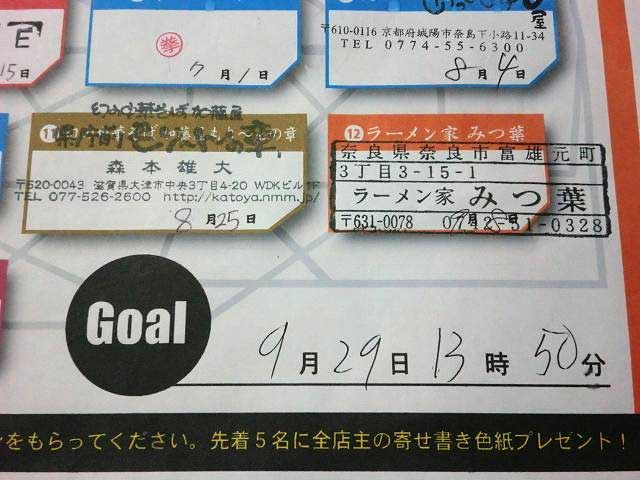 E
15日
拳
7月1日
屋
〒610-0116 京都府城陽市奈島下小路11-34
TEL 0774-55-6300
8月4日
11
森本雄大
〒520-0043 滋賀県大津市中央3丁目4-20 WDKビル1F
TEL 077-526-2600 http://katoya.nmm.jp/
8月25日
12 ラーメン家 みつ葉
奈良県奈良市富雄元町
3丁目3-15-1
ラーメン家 みつ葉
〒631-0078
Goal
9月29日13時50分
ンをもらってください。先着5名に全店主の寄せ書き色紙プレゼント!